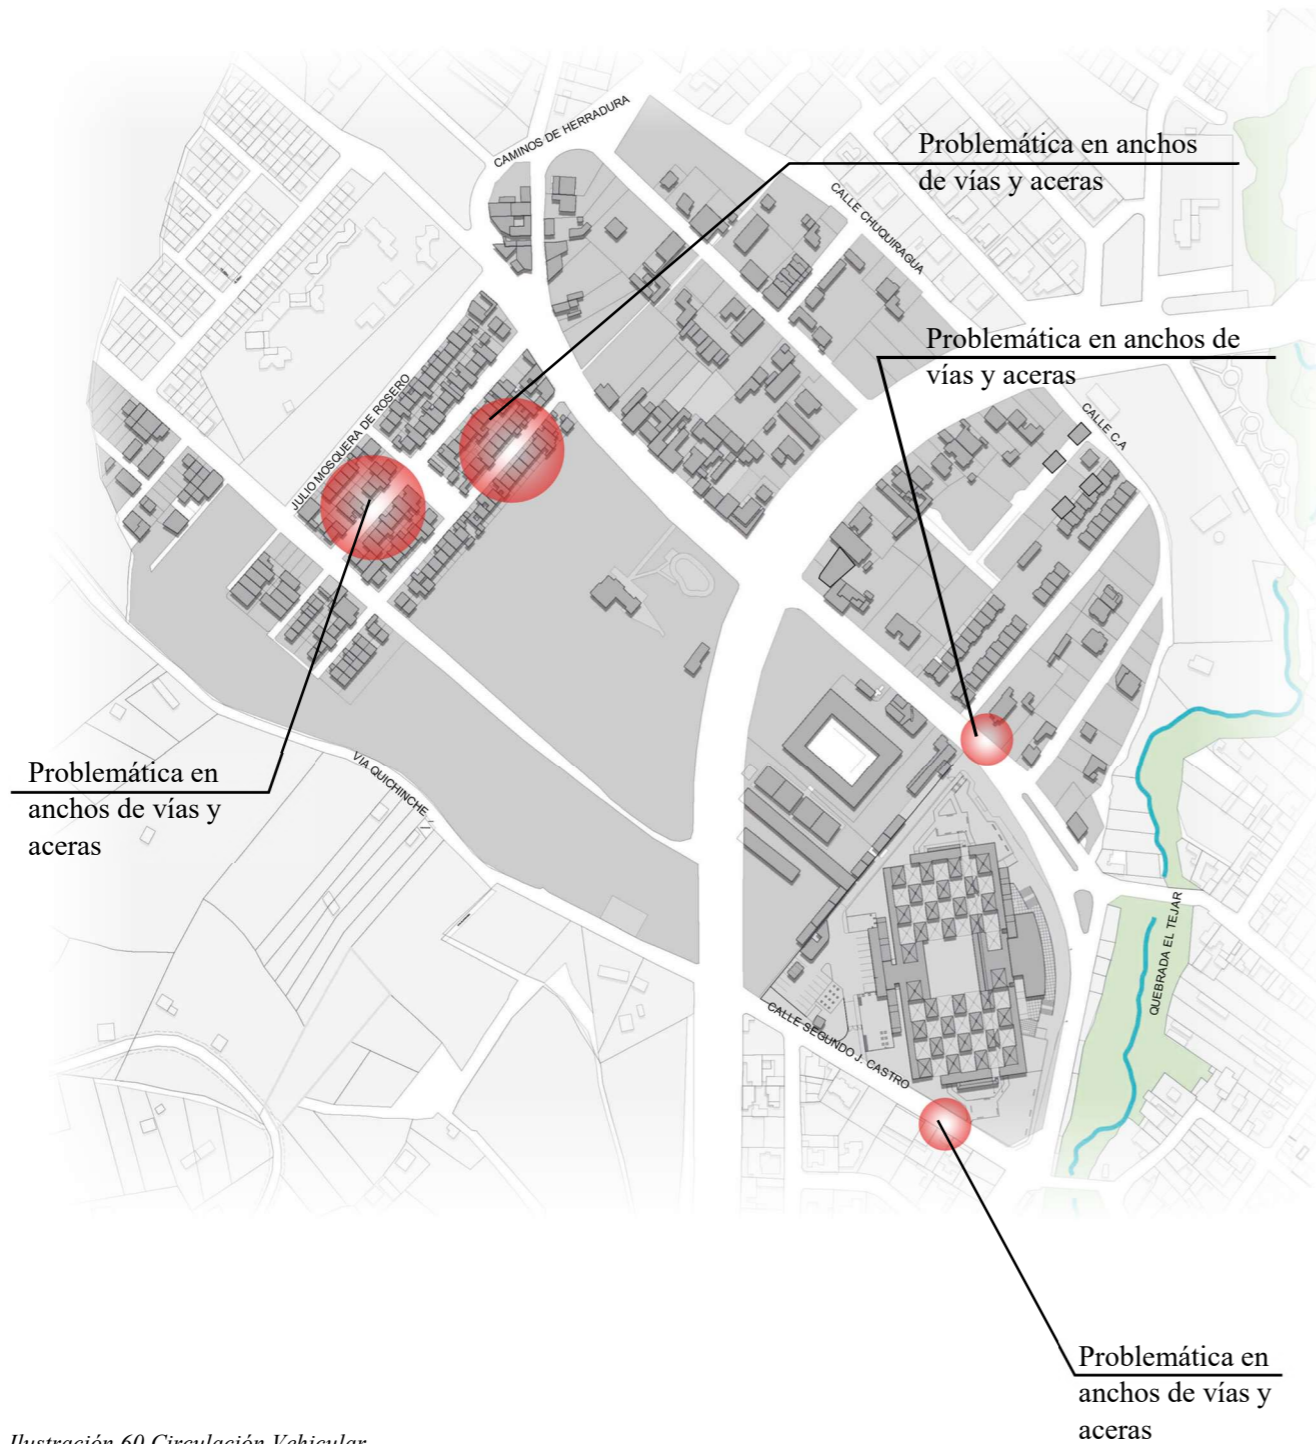 CAMINOS DE HERRADURA
Problemática en anchos
de vías y aceras
CALLE CHUQUIRAGUA
Problemática en anchos de
vías y aceras
JULIO MOSQUERA DE ROSERO
CALLE C.A
Problemática en
anchos de vías y
aceras
VIA QUICHINCHE
QUEBRADA EL TEJAR
CALLE SEGUNDO J. CASTRO
Problemática en
anchos de vías y
aceras
Ilustración 60 Circulación Vehicular